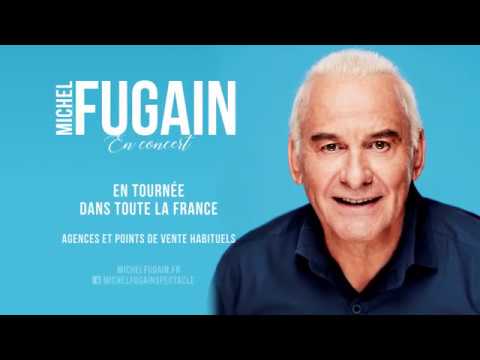 MICHEL
FUGAIN
En concert
EN TOURNÉE
DANS TOUTE LA FRANCE
AGENCES ET POINTS DE VENTE HABITUELS
MICHELFUGAIN.FR
MICHELFUGAINSPECTACLE